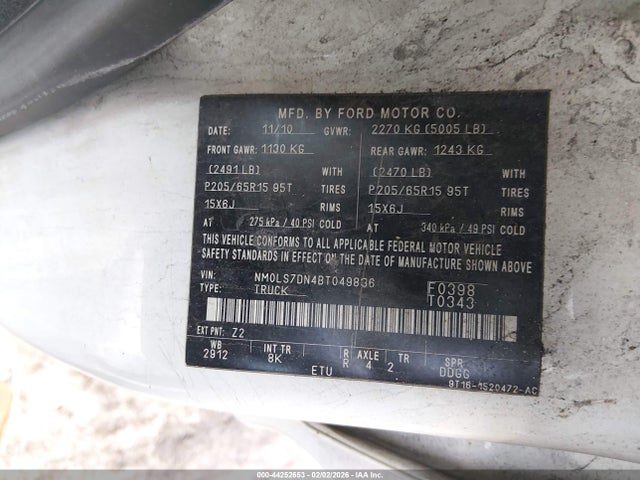 MFD. BY FORD MOTOR CO.
DATE: 11/10 GVWR: 2270 KG (5005 LB)
FRONT GAWR: 1130 KG REAR GAWR: 1243 KG
(2491 LB) WITH (2470 LB) WITH
P205/65R15 95T TIRES P205/65R15 95T TIRES
15X6J RIMS 15X6J RIMS
AT 275 kPa / 40 PSI COLD AT 340 kPa / 49 PSI COLD
THIS VEHICLE CONFORMS TO ALL APPLICABLE FEDERAL MOTOR VEHICLE
SAFETY STANDARDS IN EFFECT ON THE DATE OF MANUFACTURE SHOWN ABOVE.
VIN: NM0LS7DN4BT049836 F0398
TYPE: TRUCK T0343
EXT PNT: Z2
WB INT TR R AXLE TR SPR
2912 8K R 4 2 DDGG
ETU 9T16-1520472-AC
000-44252653 - 02/02/2026 - IAA Inc.